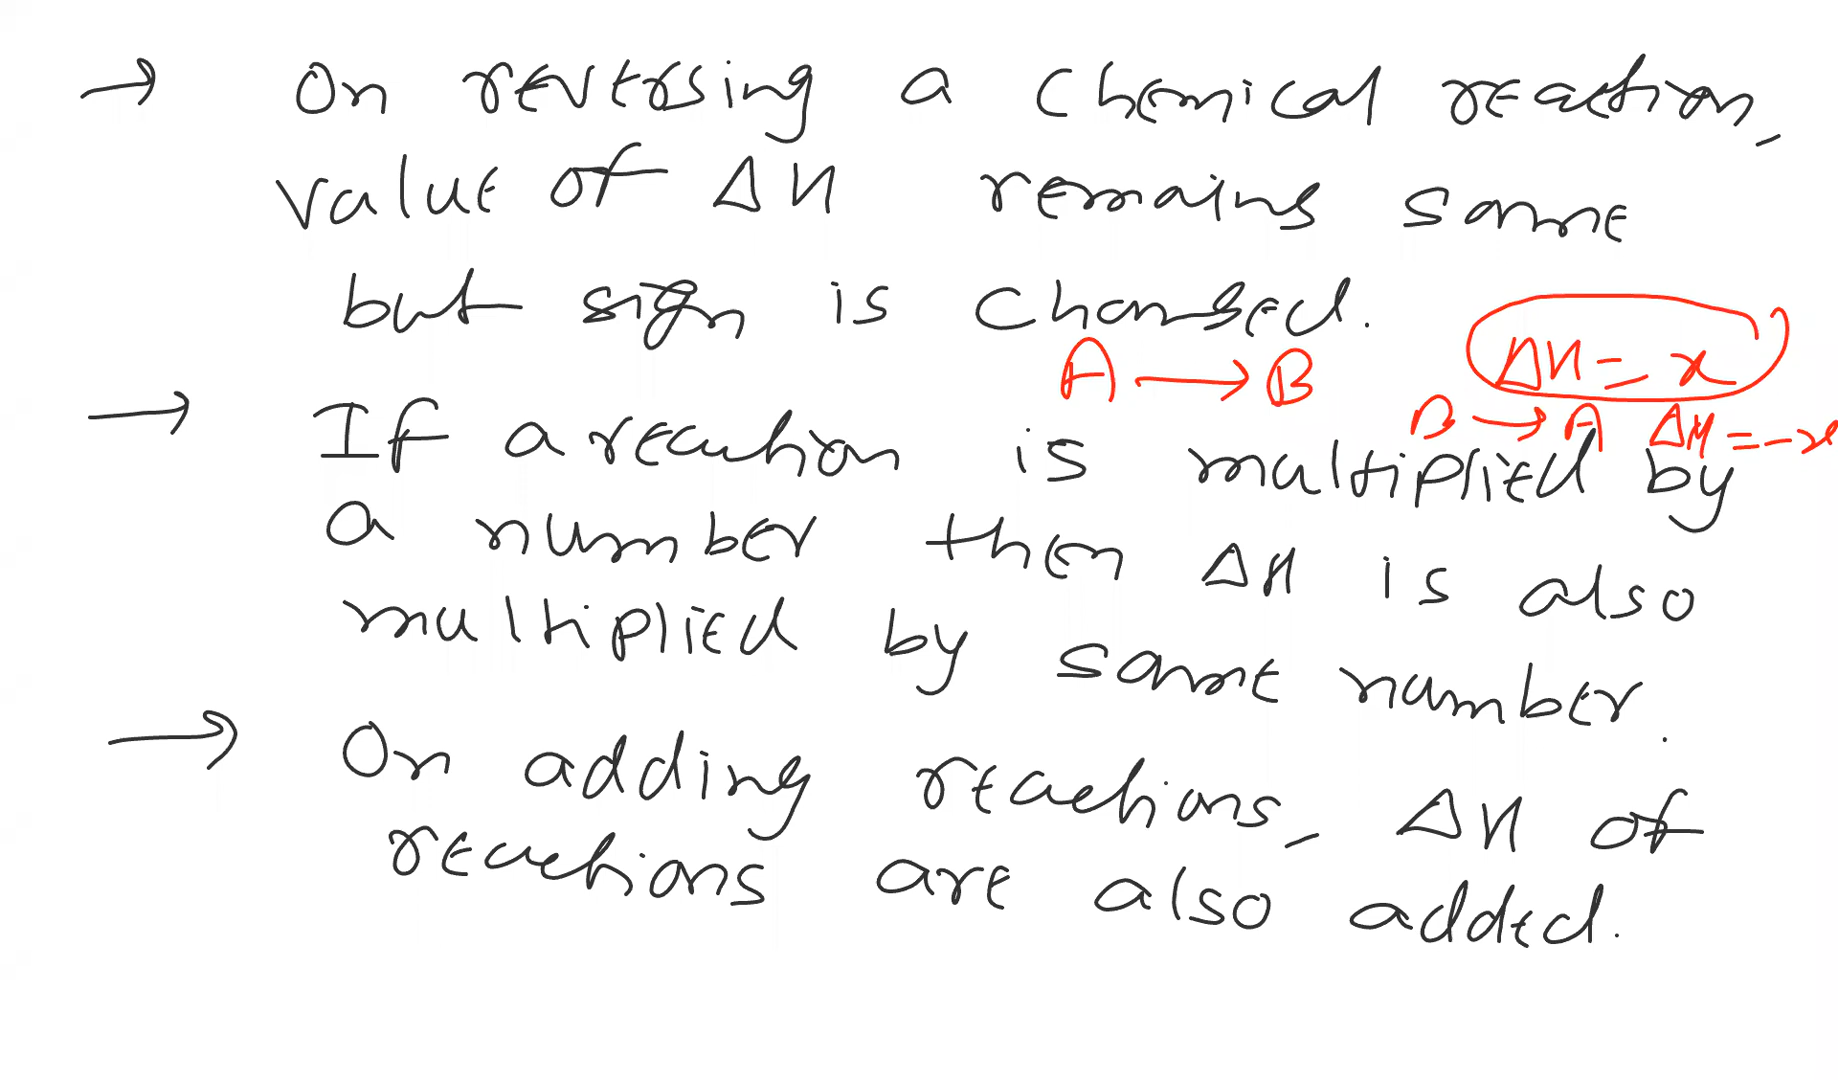 → On reversing a chemical reaction,
value of ΔH remains same
but sign is changed.
A → B ΔH = x
B → A ΔH = -x
→ If a reaction is multiplied by
a number then ΔH is also
multiplied by same number.
→ On adding reactions, ΔH of
reactions are also added.